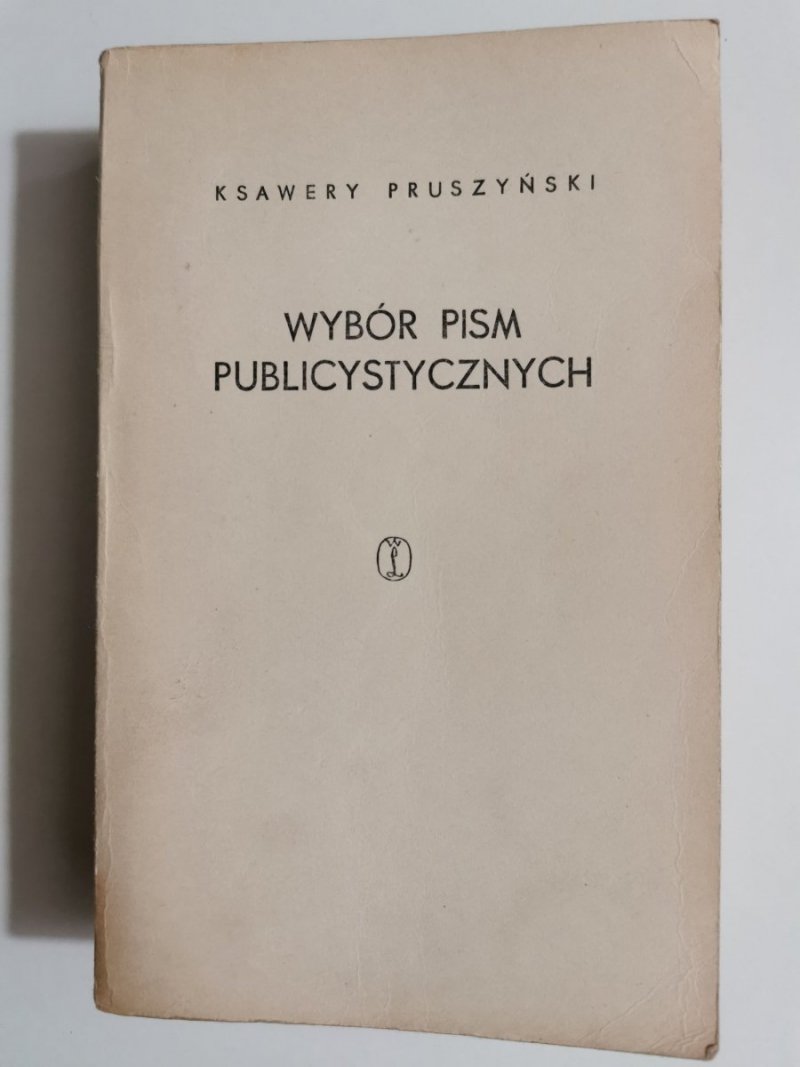 KSAWERY PRUSZYŃSKI
WYBÓR PISM
PUBLICYSTYCZNYCH
W
L